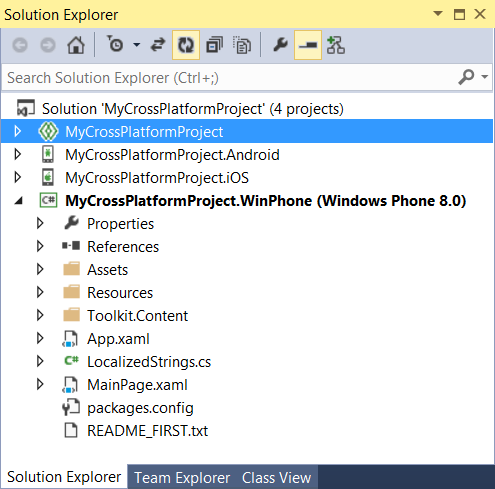 Solution Explorer
Search Solution Explorer (Ctrl+;)
Solution 'MyCrossPlatformProject' (4 projects)
MyCrossPlatformProject
MyCrossPlatformProject.Android
MyCrossPlatformProject.iOS
C# MyCrossPlatformProject.WinPhone (Windows Phone 8.0)
Properties
References
Assets
Resources
Toolkit.Content
App.xaml
C# LocalizedStrings.cs
MainPage.xaml
packages.config
README_FIRST.txt
Solution Explorer Team Explorer Class View